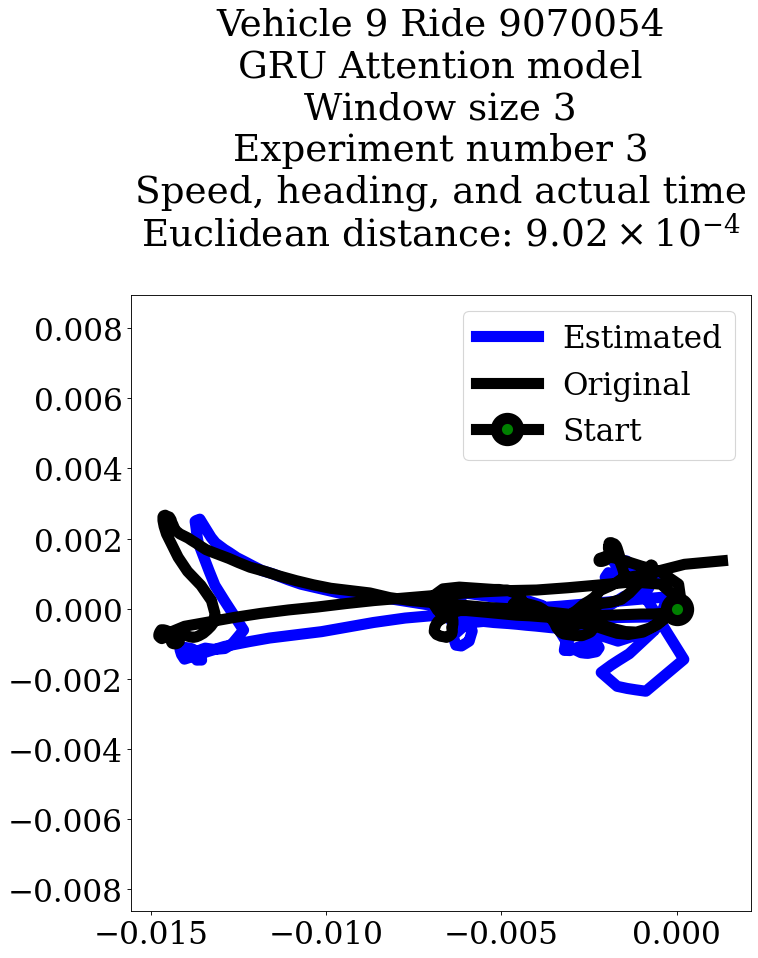 Vehicle 9 Ride 9070054
GRU Attention model
Window size 3
Experiment number 3
Speed, heading, and actual time
Euclidean distance: 9.02 × 10⁻⁴
Estimated
Original
Start
0.008
0.006
0.004
0.002
0.000
−0.002
−0.004
−0.006
−0.008
−0.015
−0.010
−0.005
0.000